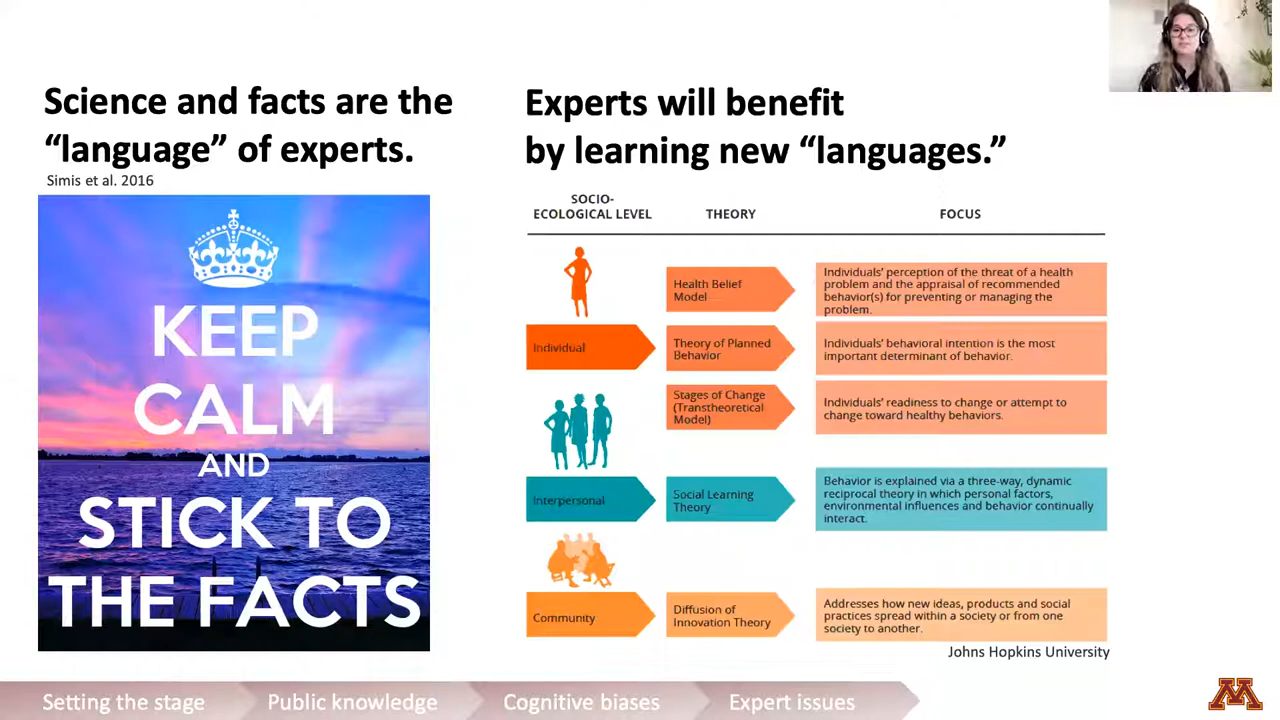 Science and facts are the
“language” of experts.
Simis et al. 2016
KEEP
CALM
AND
STICK TO
THE FACTS
Experts will benefit
by learning new “languages.”
SOCIO-
ECOLOGICAL LEVEL
THEORY
FOCUS
Individual
Health Belief
Model
Individuals’ perception of the threat of a health
problem and the appraisal of recommended
behavior(s) for preventing or managing the
problem.
Theory of Planned
Behavior
Individuals’ behavioral intention is the most
important determinant of behavior.
Stages of Change
(Transtheoretical
Model)
Individuals’ readiness to change or attempt to
change toward healthy behaviors.
Interpersonal
Social Learning
Theory
Behavior is explained via a three-way, dynamic
reciprocal theory in which personal factors,
environmental influences and behavior continually
interact.
Community
Diffusion of
Innovation Theory
Addresses how new ideas, products and social
practices spread within a society or from one
society to another.
Johns Hopkins University
Setting the stage
Public knowledge
Cognitive biases
Expert issues
M